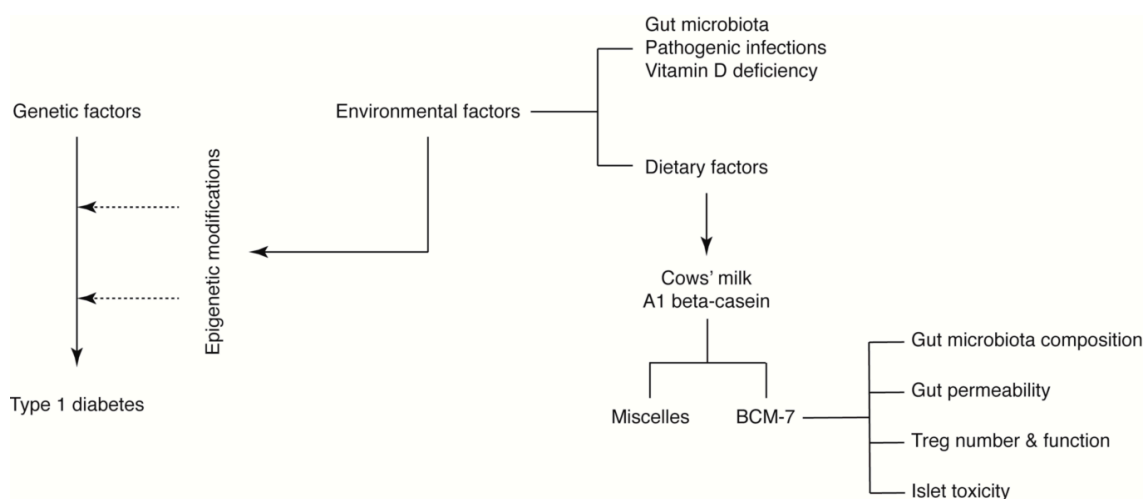 Gut microbiota
Pathogenic infections
Vitamin D deficiency
Genetic factors
Environmental factors
Epigenetic modifications
Dietary factors
Cows' milk
A1 beta-casein
Type 1 diabetes
Miscelles
BCM-7
Gut microbiota composition
Gut permeability
Treg number & function
Islet toxicity